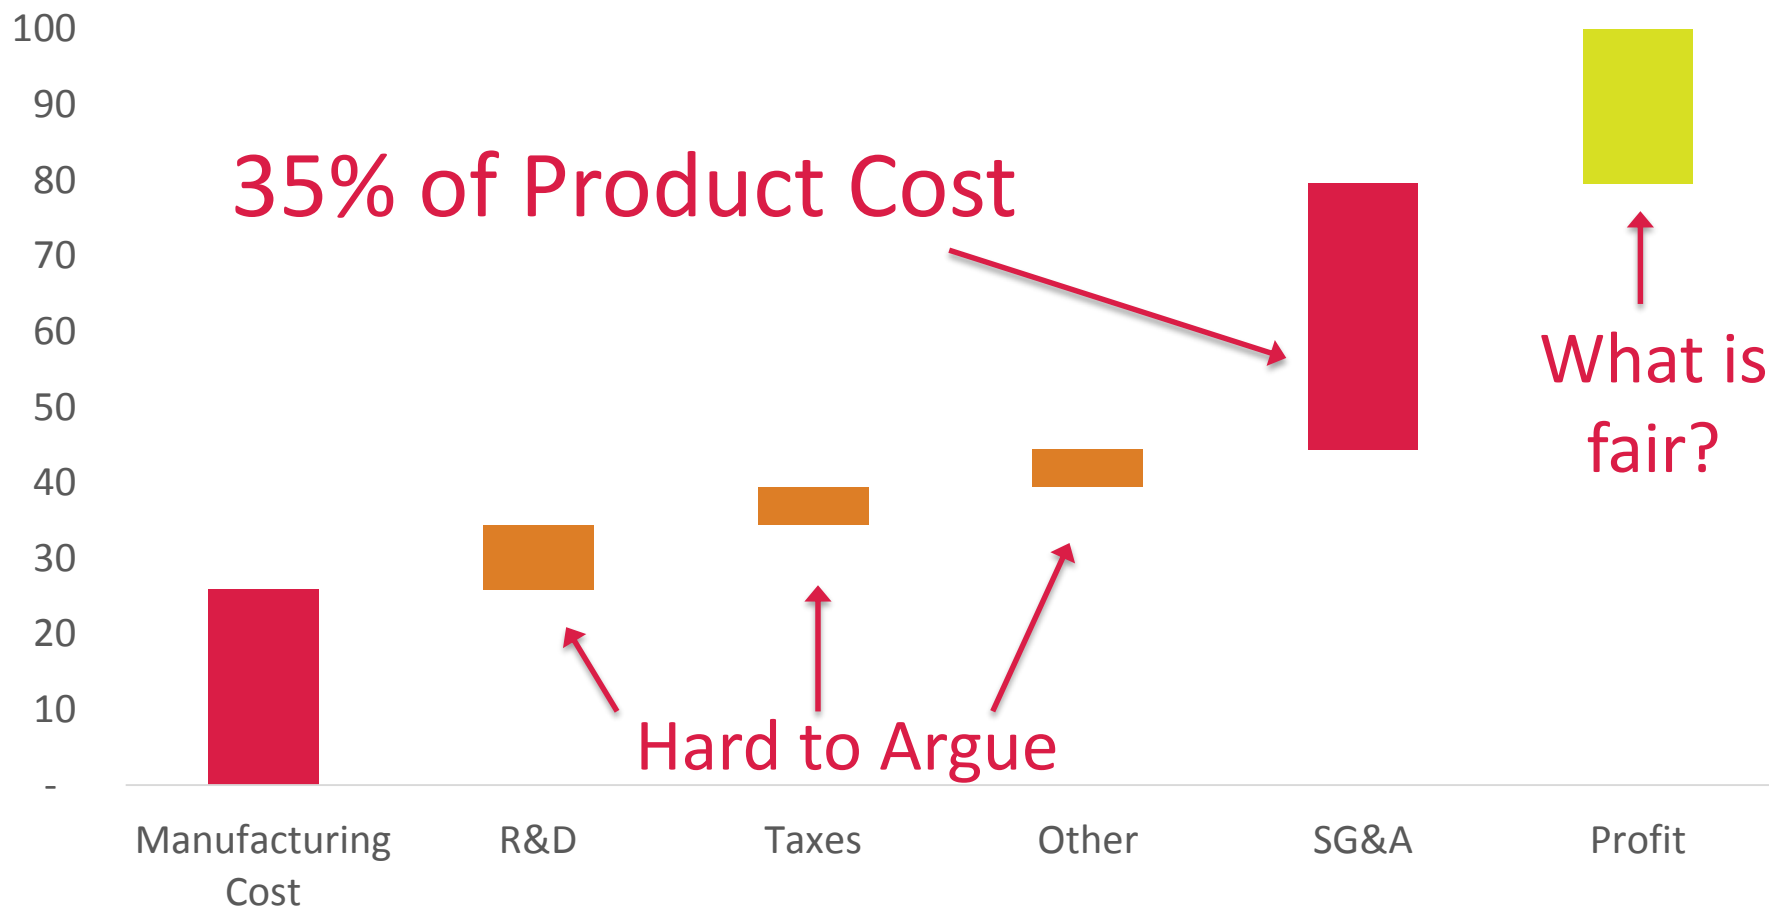 100
90
80
70
60
50
40
30
20
10
-
35% of Product Cost
What is
fair?
Hard to Argue
Manufacturing
Cost
R&D
Taxes
Other
SG&A
Profit